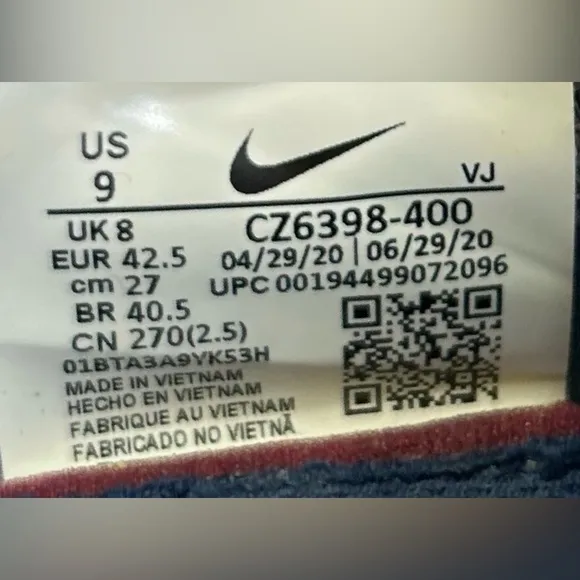 US
9
VJ
UK 8
CZ6398-400
EUR 42.5
04/29/20 | 06/29/20
cm 27
UPC 00194499072096
BR 40.5
CN 270(2.5)
01BTA3A9YK53H
MADE IN VIETNAM
HECHO EN VIETNAM
FABRIQUE AU VIETNAM
FABRICADO NO VIETNÃ